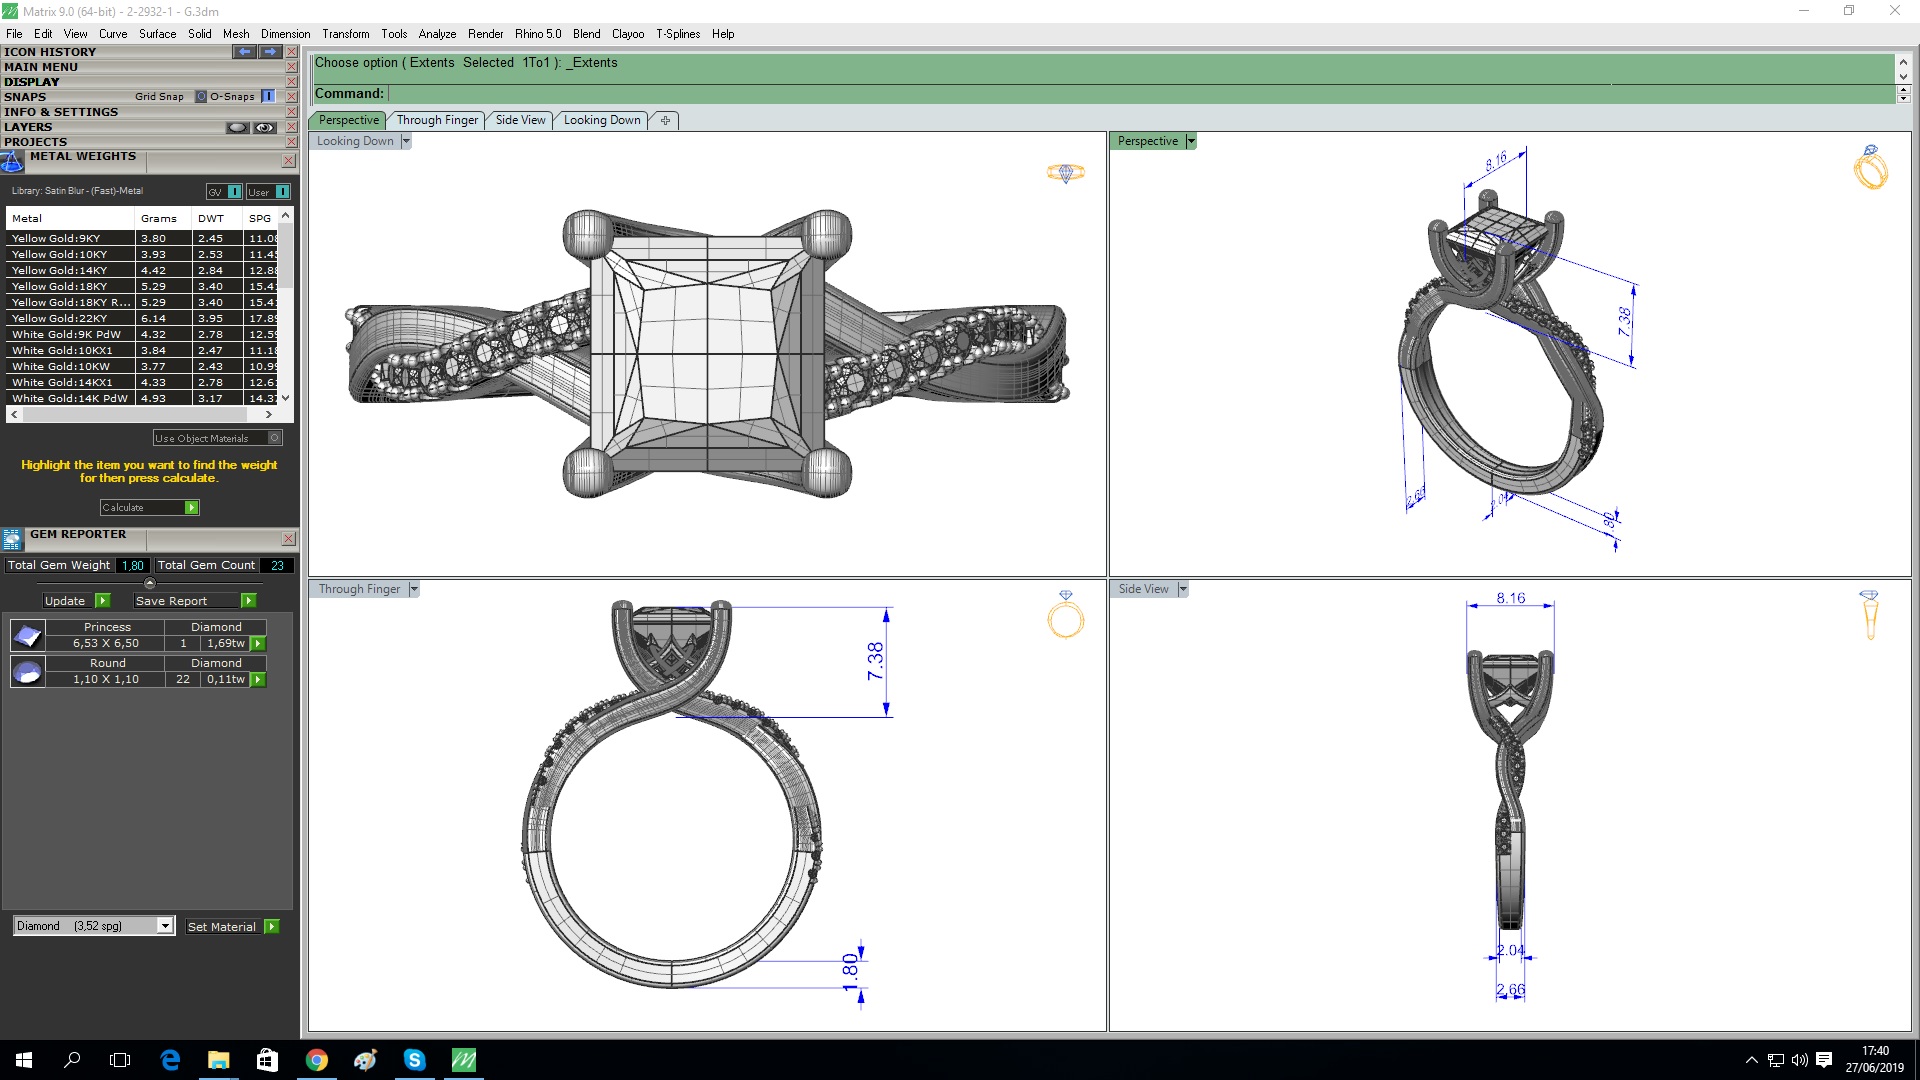 Matrix 9.0 (64-bit) - 2-2932-1 - G.3dm
File Edit View Curve Surface Solid Mesh Dimension Transform Tools Analyze Render Rhino 5.0 Blend Clayoo T-Splines Help
ICON HISTORY
MAIN MENU
DISPLAY
SNAPS Grid Snap O-Snaps
INFO & SETTINGS
LAYERS
PROJECTS
METAL WEIGHTS
Library: Satin Blur - (Fast)-Metal GV User
Metal Grams DWT SPG
Yellow Gold:9KY 3.80 2.45 11.08
Yellow Gold:10KY 3.93 2.53 11.45
Yellow Gold:14KY 4.42 2.84 12.88
Yellow Gold:18KY 5.29 3.40 15.41
Yellow Gold:18KY R... 5.29 3.40 15.41
Yellow Gold:22KY 6.14 3.95 17.89
White Gold:9K PdW 4.32 2.78 12.59
White Gold:10KX1 3.84 2.47 11.18
White Gold:10KW 3.77 2.43 10.99
White Gold:14KX1 4.33 2.78 12.61
White Gold:14K PdW 4.93 3.17 14.37
Use Object Materials
Highlight the item you want to find the weight
for then press calculate.
Calculate
GEM REPORTER
Total Gem Weight 1,80 Total Gem Count 23
Update Save Report
Princess Diamond
6,53 X 6,50 1 1,69tw
Round Diamond
1,10 X 1,10 22 0,11tw
Diamond (3,52 spg) Set Material
Choose option ( Extents Selected 1To1 ): _Extents
Command:
Perspective Through Finger Side View Looking Down
Looking Down
Perspective
8.16
7.38
2.66
2.04
1.80
Through Finger
7.38
1.80
Side View
8.16
2.04
2.66
17:40
27/06/2019